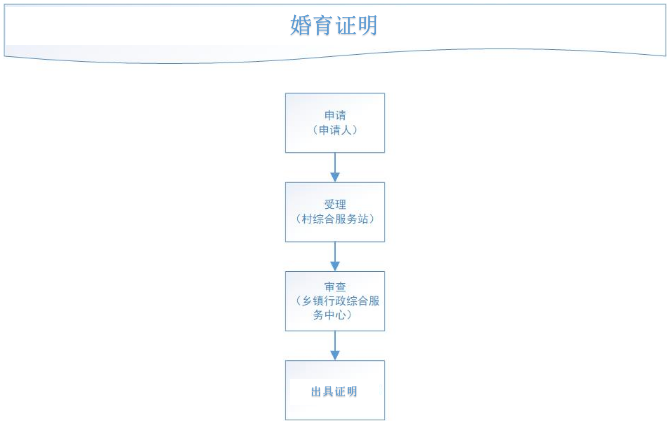 婚育证明
申请
（申请人）
受理
（村综合服务站）
审查
（乡镇行政综合服
务中心）
出具证明